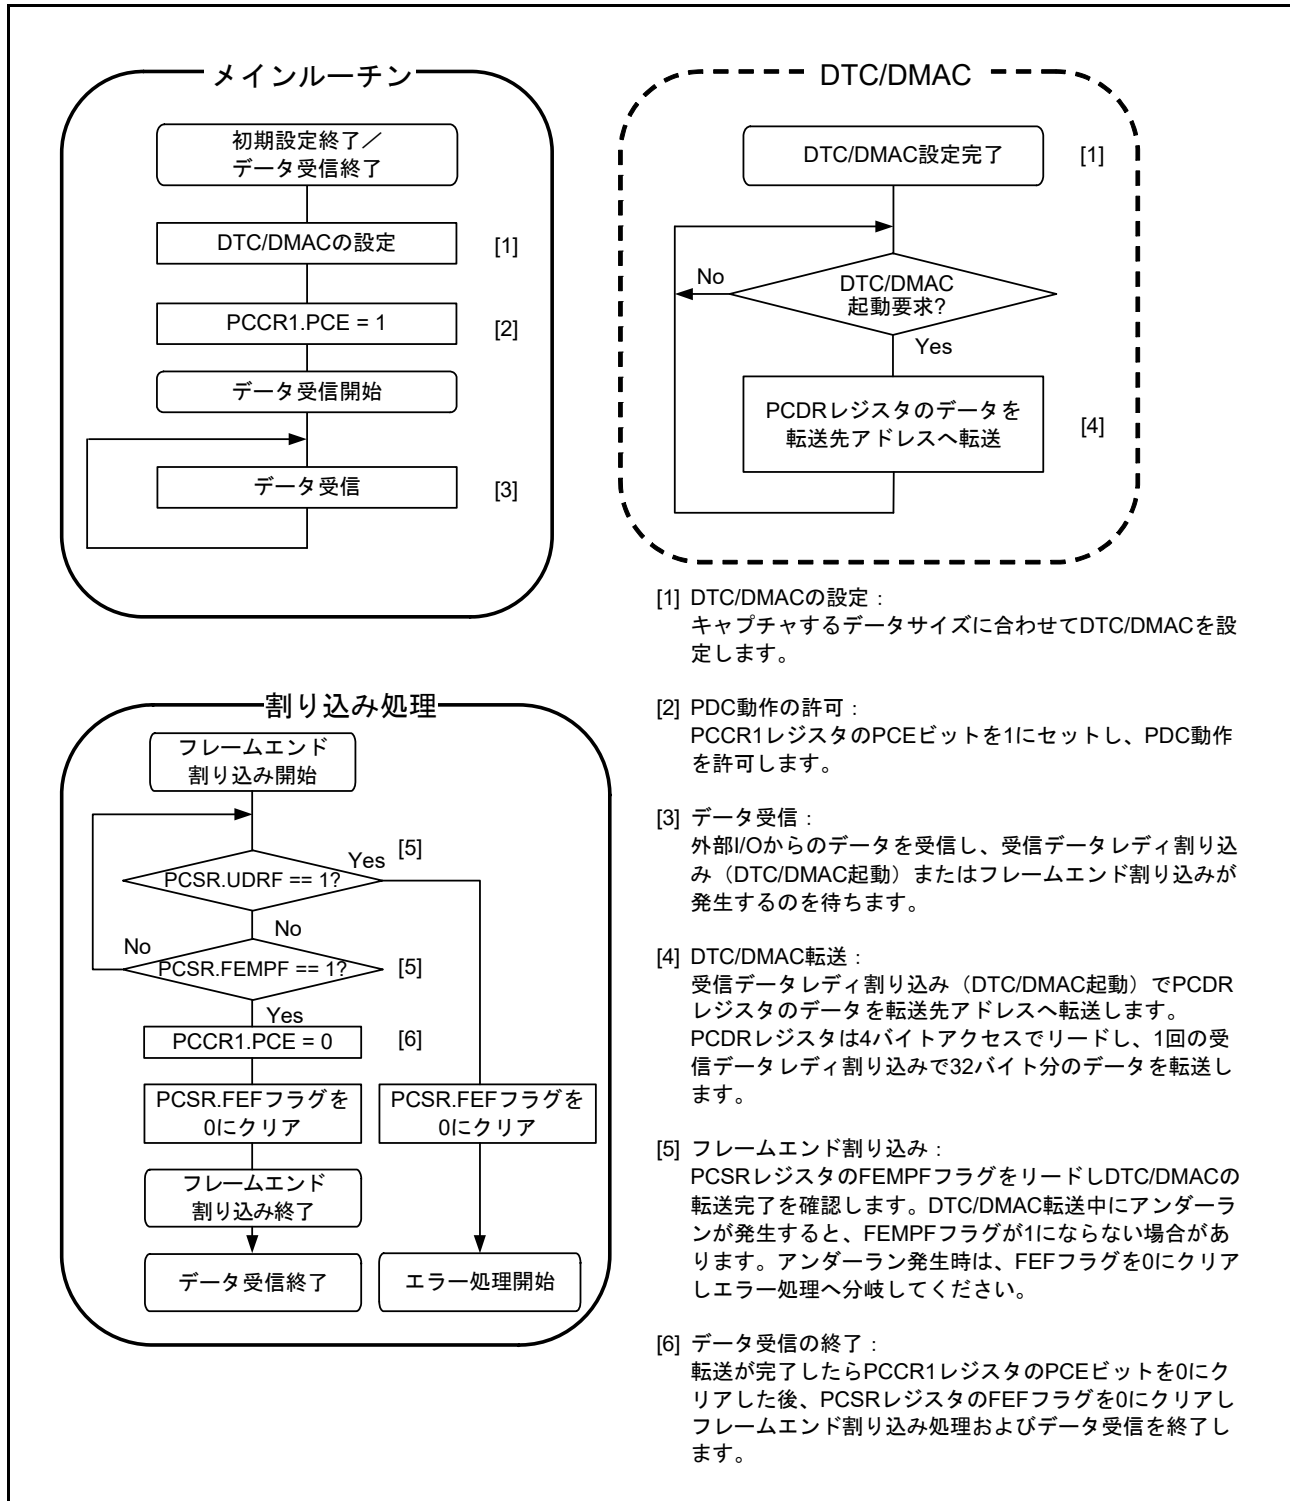 メインルーチン
初期設定終了／
データ受信終了
DTC/DMACの設定
[1]
PCCR1.PCE = 1
[2]
データ受信開始
データ受信
[3]
DTC/DMAC
DTC/DMAC設定完了
[1]
No
DTC/DMAC
起動要求?
Yes
PCDRレジスタのデータを
転送先アドレスへ転送
[4]
割り込み処理
フレームエンド
割り込み開始
Yes
[5]
PCSR.UDRF == 1?
No
No
PCSR.FEMPF == 1?
[5]
Yes
PCCR1.PCE = 0
[6]
PCSR.FEFフラグを
0にクリア
PCSR.FEFフラグを
0にクリア
フレームエンド
割り込み終了
データ受信終了
エラー処理開始
[1] DTC/DMACの設定：
キャプチャするデータサイズに合わせてDTC/DMACを設
定します。
[2] PDC動作の許可：
PCCR1レジスタのPCEビットを1にセットし、PDC動作
を許可します。
[3] データ受信：
外部I/Oからのデータを受信し、受信データレディ割り込
み（DTC/DMAC起動）またはフレームエンド割り込みが
発生するのを待ちます。
[4] DTC/DMAC転送：
受信データレディ割り込み（DTC/DMAC起動）でPCDR
レジスタのデータを転送先アドレスへ転送します。
PCDRレジスタは4バイトアクセスでリードし、1回の受
信データレディ割り込みで32バイト分のデータを転送し
ます。
[5] フレームエンド割り込み：
PCSRレジスタのFEMPFフラグをリードしDTC/DMACの
転送完了を確認します。DTC/DMAC転送中にアンダーラ
ンが発生すると、FEMPFフラグが1にならない場合があ
ります。アンダーラン発生時は、FEFフラグを0にクリア
しエラー処理へ分岐してください。
[6] データ受信の終了：
転送が完了したらPCCR1レジスタのPCEビットを0にク
リアした後、PCSRレジスタのFEFフラグを0にクリアし
フレームエンド割り込み処理およびデータ受信を終了し
ます。